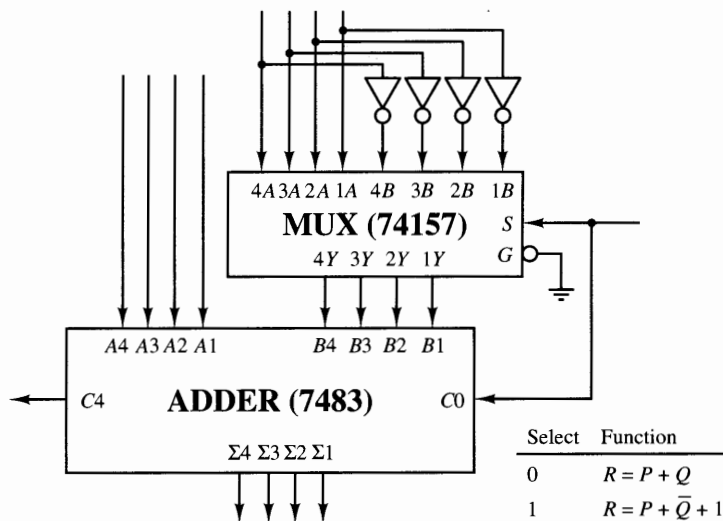 4A 3A 2A 1A 4B 3B 2B 1B
MUX (74157)
S
4Y 3Y 2Y 1Y
G
A4 A3 A2 A1 B4 B3 B2 B1
C4
ADDER (7483)
C0
Σ4 Σ3 Σ2 Σ1
Select Function
0 R = P + Q
1 R = P + Q̅ + 1